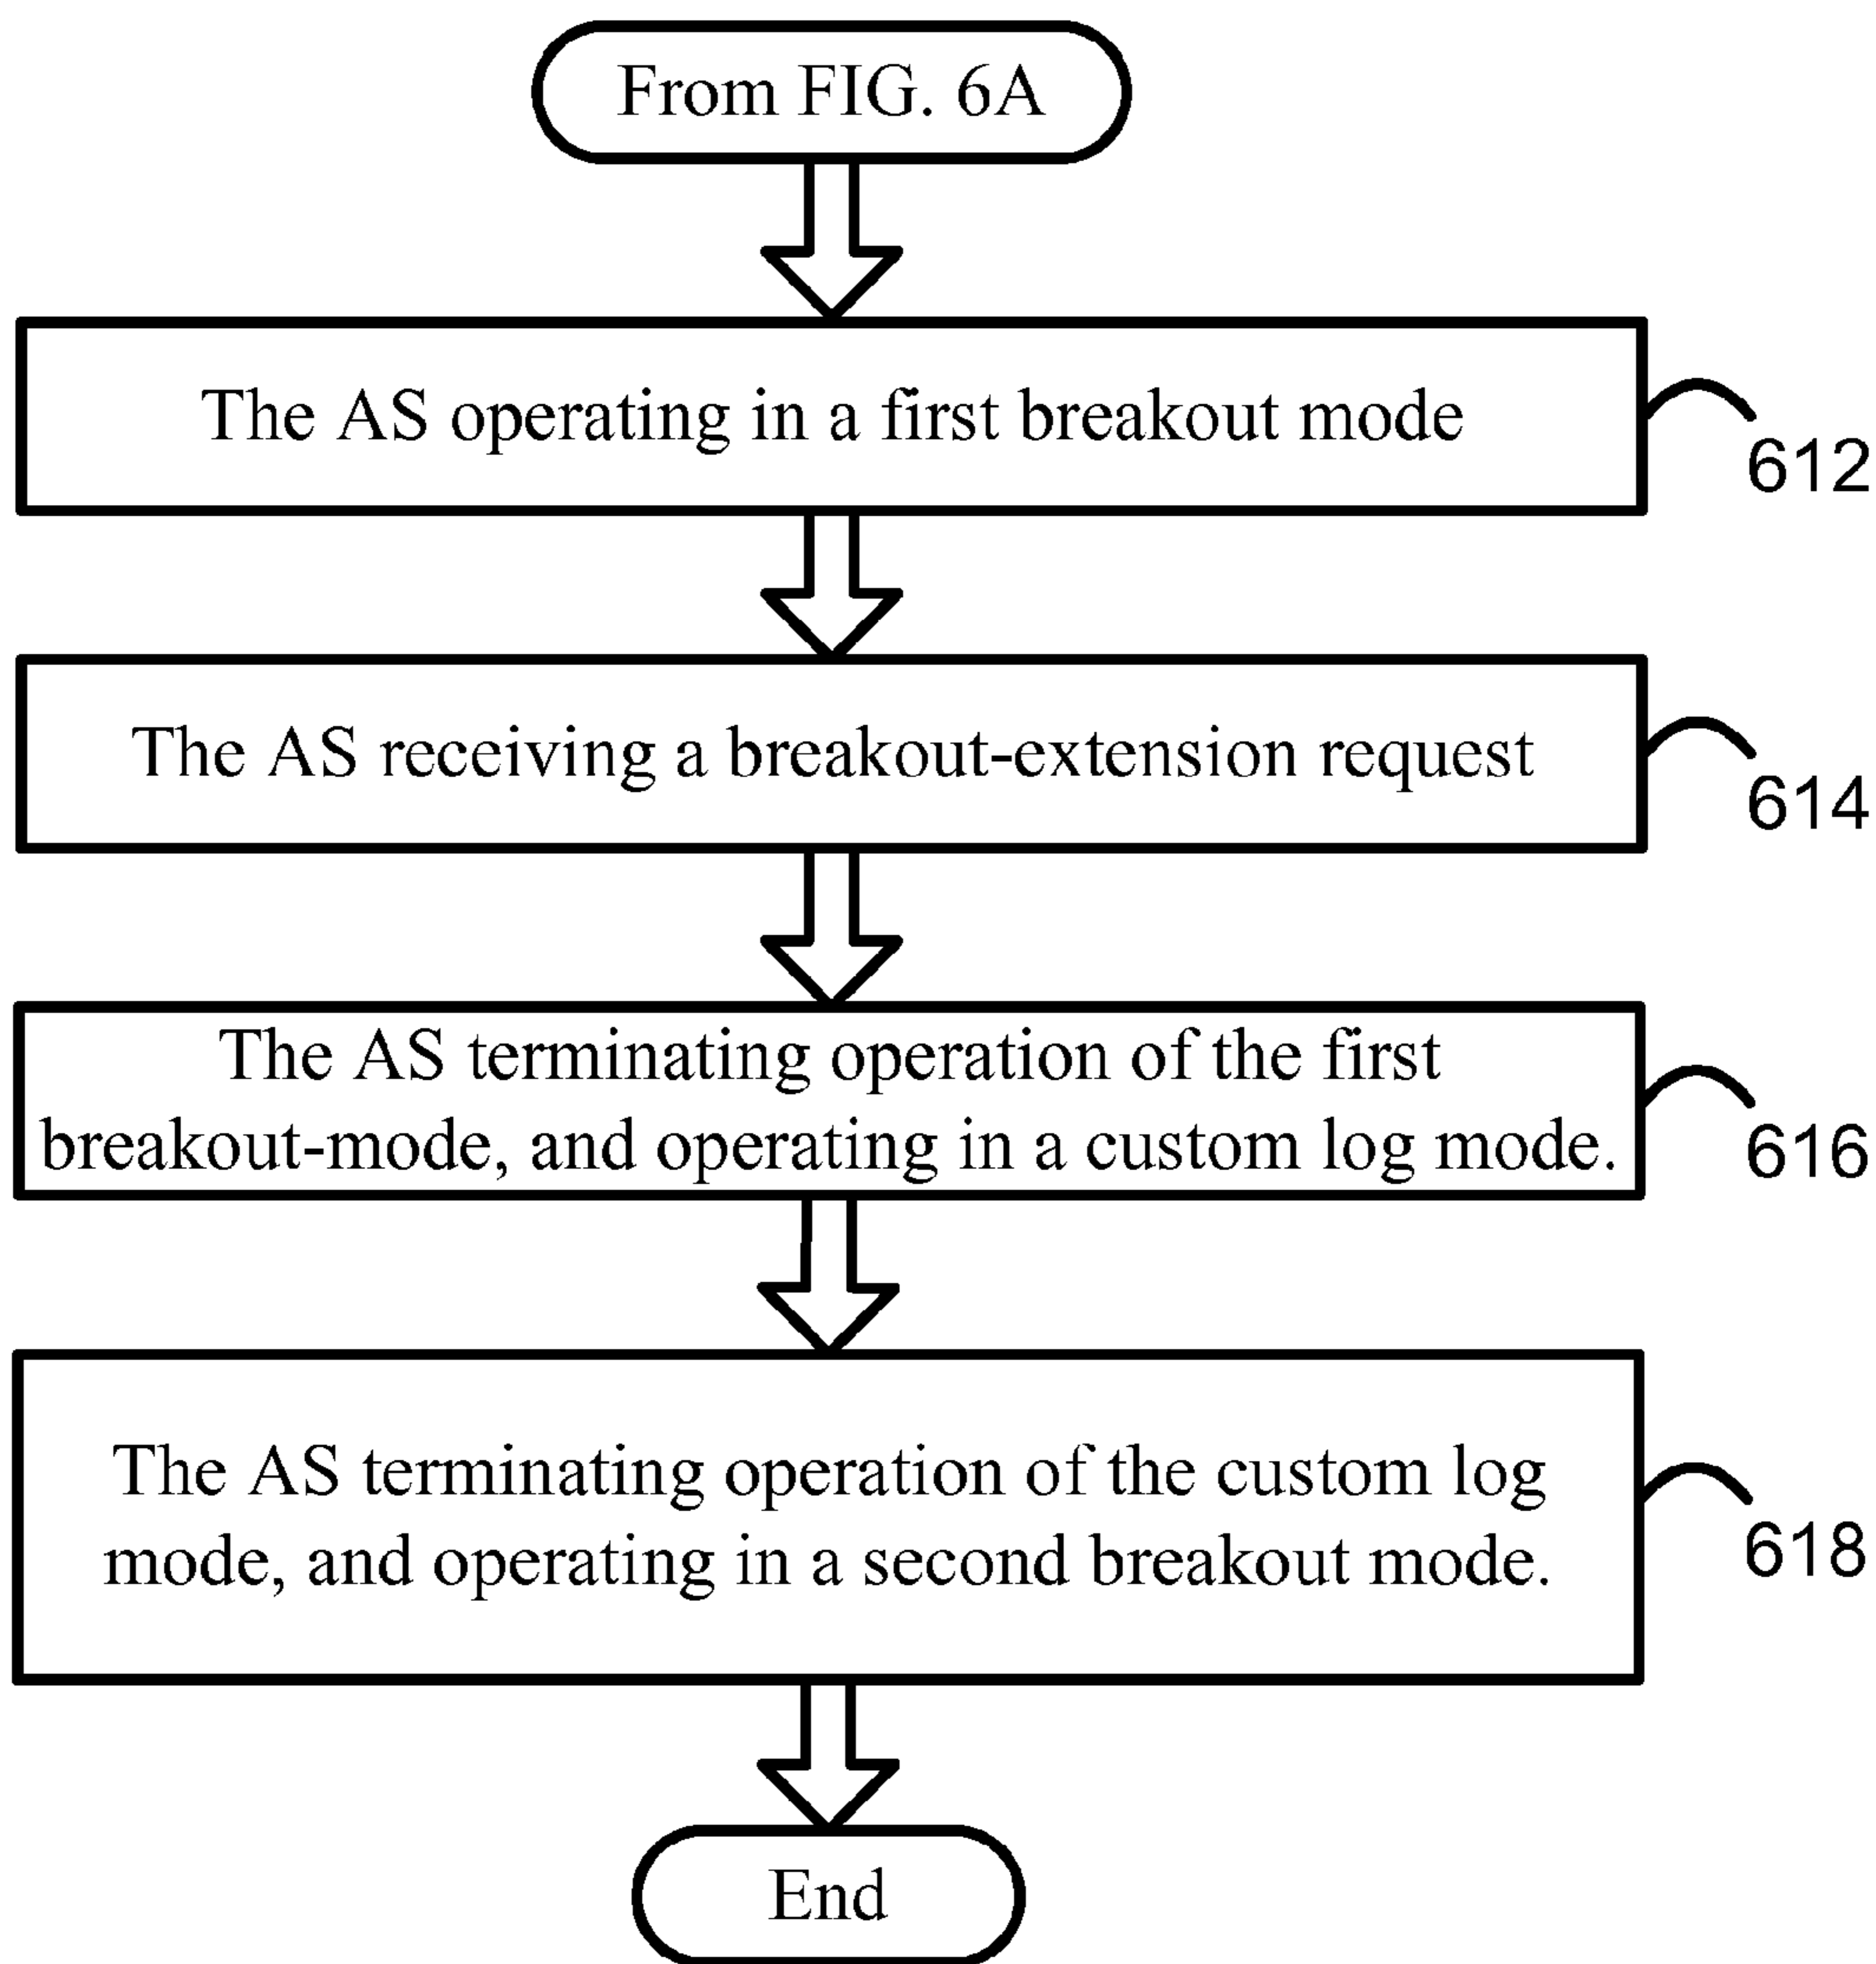 From FIG. 6A
The AS operating in a first breakout mode
612
The AS receiving a breakout-extension request
614
The AS terminating operation of the first
breakout-mode, and operating in a custom log mode.
616
The AS terminating operation of the custom log
mode, and operating in a second breakout mode.
618
End